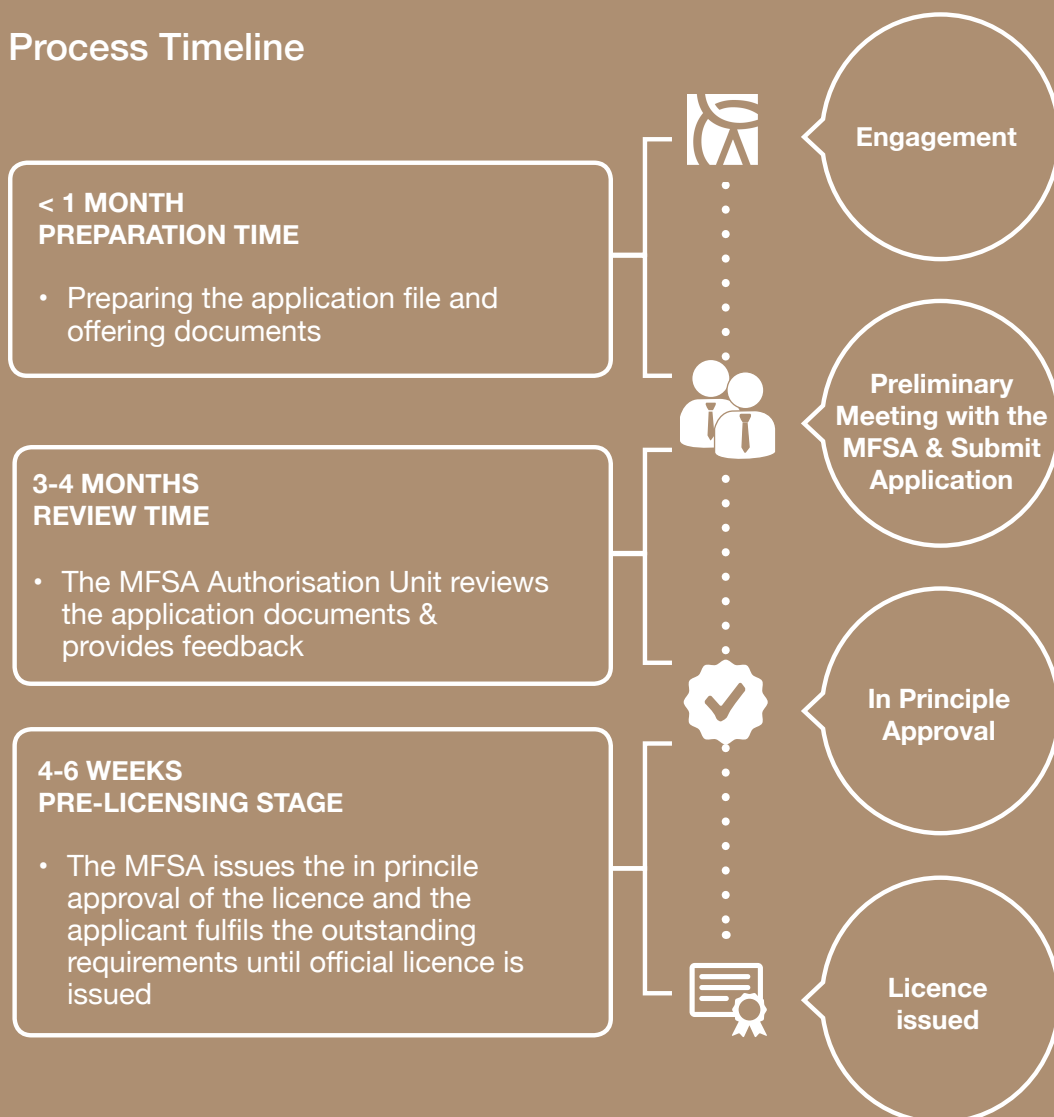 Process Timeline
Engagement
< 1 MONTH
PREPARATION TIME
• Preparing the application file and
offering documents
Preliminary
Meeting with the
MFSA & Submit
Application
3-4 MONTHS
REVIEW TIME
• The MFSA Authorisation Unit reviews
the application documents &
provides feedback
In Principle
Approval
4-6 WEEKS
PRE-LICENSING STAGE
• The MFSA issues the in princile
approval of the licence and the
applicant fulfils the outstanding
requirements until official licence is
issued
Licence
issued